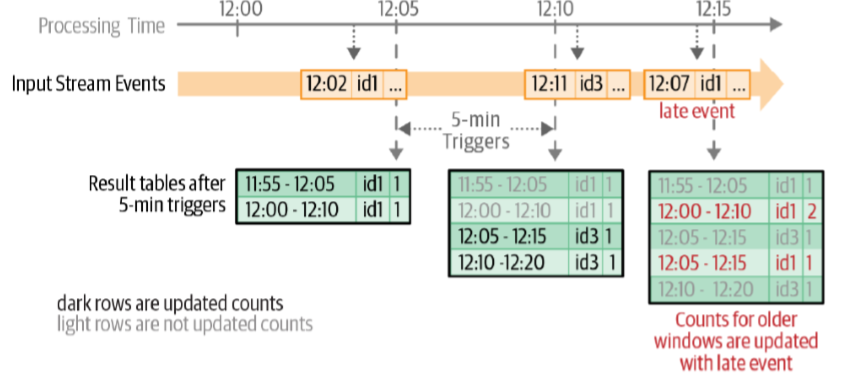 12:00 12:05 12:10 12:15
Processing Time
Input Stream Events 12:02 id1 ... 12:11 id3 ... 12:07 id1 ...
late event
5-min
Triggers
Result tables after
5-min triggers
11:55 - 12:05 id1 1
12:00 - 12:10 id1 1
11:55 - 12:05 id1 1
12:00 - 12:10 id1 1
12:05 - 12:15 id3 1
12:10 -12:20 id3 1
11:55 - 12:05 id1 1
12:00 - 12:10 id1 2
12:05 - 12:15 id3 1
12:05 - 12:15 id1 1
12:10 - 12:20 id3 1
dark rows are updated counts
light rows are not updated counts
Counts for older
windows are updated
with late event